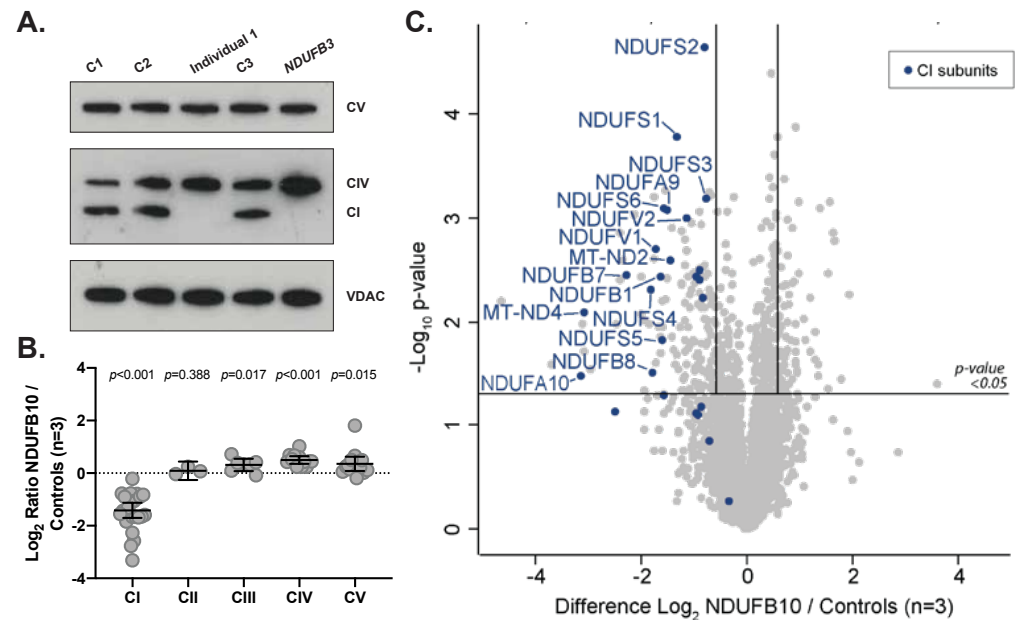 A.
C1 C2 Individual 1 C3 NDUFB3
CV
CIV
CI
VDAC
B.
Log2 Ratio NDUFB10 /
Controls (n=3)
4
2
0
-2
-4
p<0.001 p=0.388 p=0.017 p<0.001 p=0.015
CI CII CIII CIV CV
C.
CI subunits
NDUFS2
NDUFS1
NDUFS3
NDUFA9
NDUFS6
NDUFV2
NDUFV1
MT-ND2
NDUFB7
NDUFB1
MT-ND4
NDUFS4
NDUFS5
NDUFB8
NDUFA10
p-value
<0.05
-Log10 p-value
4
3
2
1
0
-4 -2 0 2 4
Difference Log2 NDUFB10 / Controls (n=3)